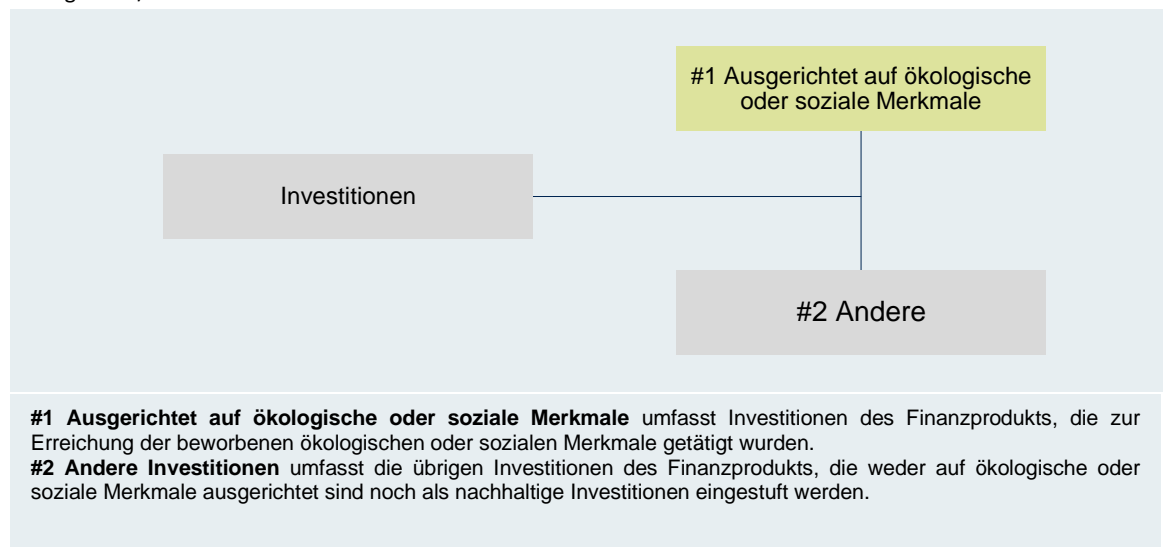 #1 Ausgerichtet auf ökologische
oder soziale Merkmale
Investitionen
#2 Andere
#1 Ausgerichtet auf ökologische oder soziale Merkmale umfasst Investitionen des Finanzprodukts, die zur
Erreichung der beworbenen ökologischen oder sozialen Merkmale getätigt wurden.
#2 Andere Investitionen umfasst die übrigen Investitionen des Finanzprodukts, die weder auf ökologische oder
soziale Merkmale ausgerichtet sind noch als nachhaltige Investitionen eingestuft werden.